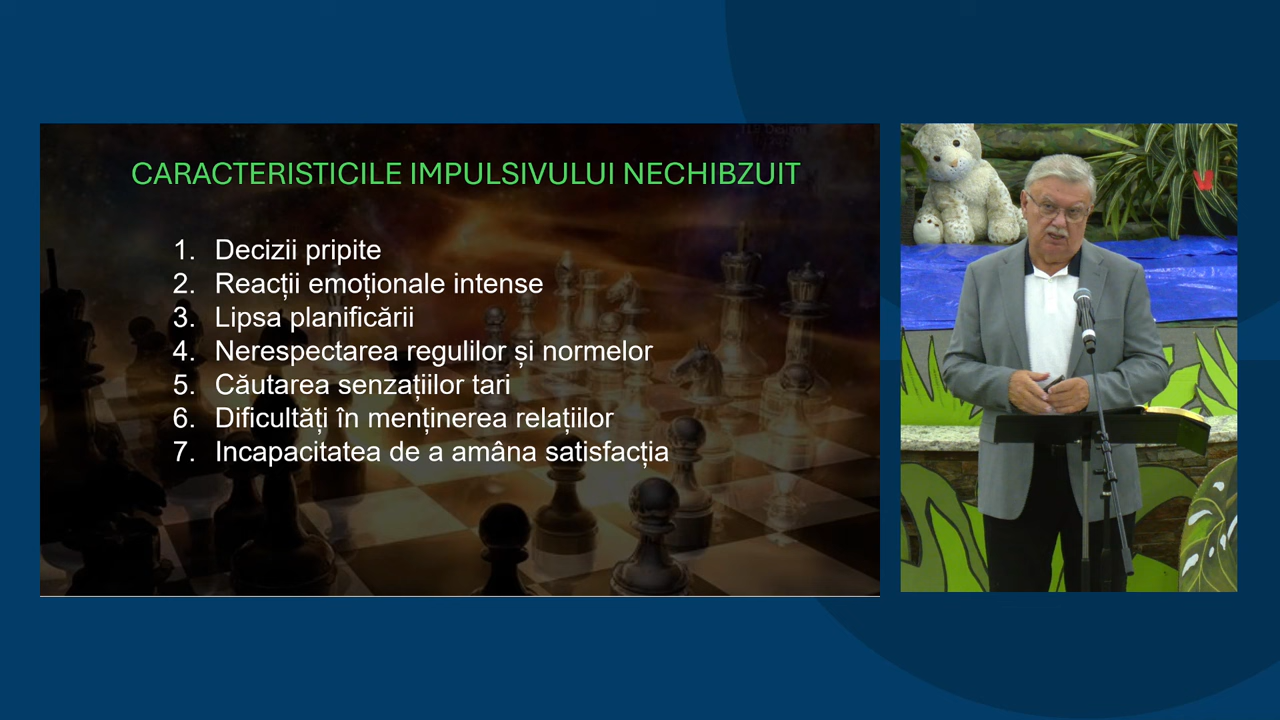 CARACTERISTICILE IMPULSIVULUI NECHIBZUIT
1. Decizii pripite
2. Reacții emoționale intense
3. Lipsa planificării
4. Nerespectarea regulilor și normelor
5. Căutarea senzațiilor tari
6. Dificultăți în menținerea relațiilor
7. Incapacitatea de a amâna satisfacția